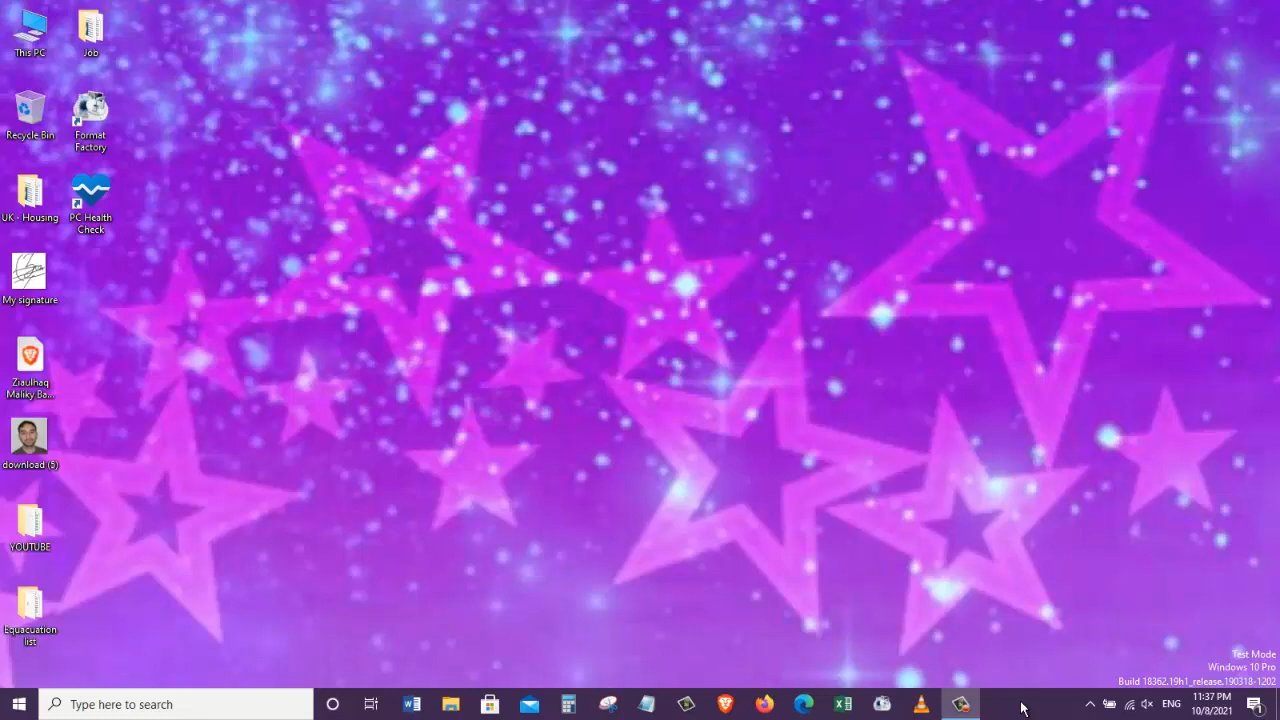 This PC
Job
Recycle Bin
Format
Factory
UK - Housing
PC Health
Check
My signature
Ziaulhaq
Maliky Ba...
download (5)
YOUTUBE
Equacuation
list
Test Mode
Windows 10 Pro
Build 18362.19h1_release.190318-1202
Type here to search
ENG
11:37 PM
10/8/2021
1